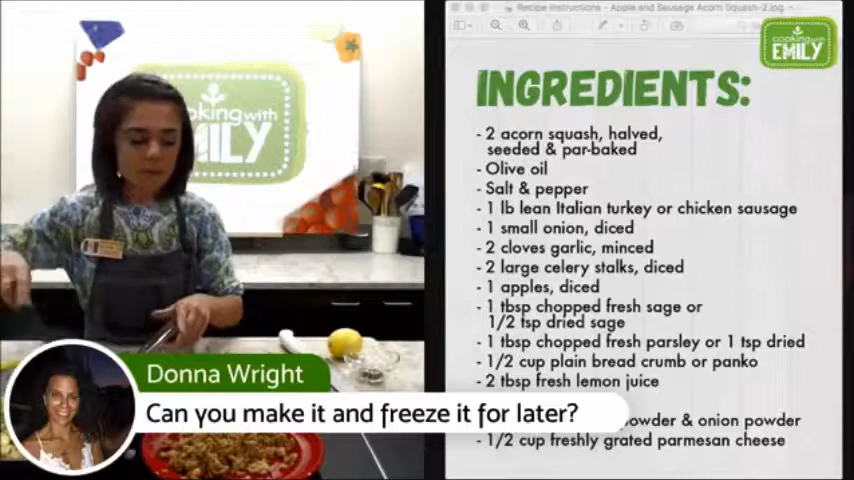 Recipe Instructions - Apple and Sausage Acorn Squash-2.jpg
cooking with
EMILY
INGREDIENTS:
- 2 acorn squash, halved,
seeded & par-baked
- Olive oil
- Salt & pepper
- 1 lb lean Italian turkey or chicken sausage
- 1 small onion, diced
- 2 cloves garlic, minced
- 2 large celery stalks, diced
- 1 apples, diced
- 1 tbsp chopped fresh sage or
1/2 tsp dried sage
- 1 tbsp chopped fresh parsley or 1 tsp dried
- 1/2 cup plain bread crumb or panko
- 2 tbsp fresh lemon juice
powder & onion powder
- 1/2 cup freshly grated parmesan cheese
Donna Wright
Can you make it and freeze it for later?